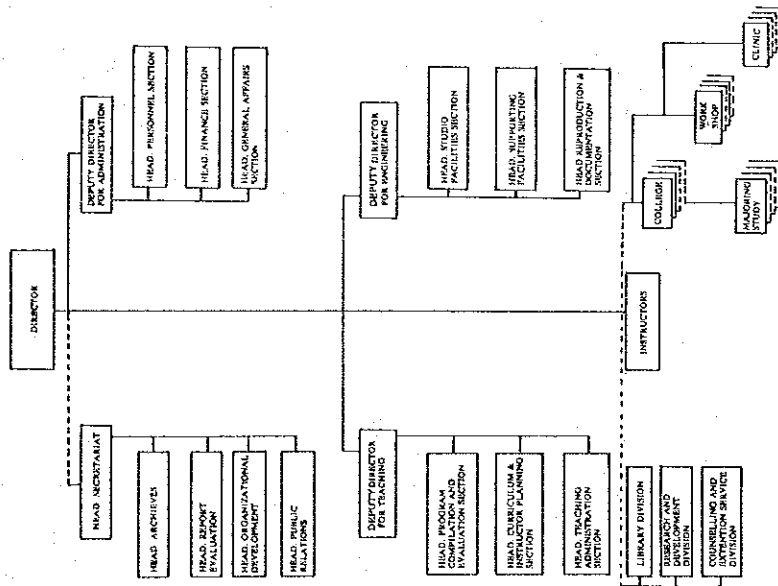 DIRECTOR
HEAD, SECRETARIAT
HEAD, ARCHIEVES
HEAD, REPORT
EVALUATION
HEAD, ORGANIZATIONAL
DEVELOPMENT
HEAD, PUBLIC
RELATIONS
DEPUTY DIRECTOR
FOR ADMINISTRATION
HEAD, PERSONNEL SECTION
HEAD, FINANCE SECTION
HEAD, GENERAL AFFAIRS
SECTION
DEPUTY DIRECTOR
FOR TEACHING
HEAD, PROGRAM
COMPILATION AND
EVALUATION SECTION
HEAD, CURRICULUM &
INSTRUCTOR PLANNING
SECTION
HEAD, TEACHING
ADMINISTRATION
SECTION
DEPUTY DIRECTOR
FOR ENGINEERING
HEAD, STUDIO
FACILITIES SECTION
HEAD, SUPPORTING
FACILITIES SECTION
HEAD REPRODUCTION &
DOCUMENTATION
SECTION
LIBRARY DIVISION
RESEARCH AND
DEVELOPMENT
DIVISION
COUNSELLING AND
EXTENTION SERVICE
DIVISION
INSTRUCTORS
COLLEGE
MAJORING
STUDY
WORK
SHOP
CLINIC